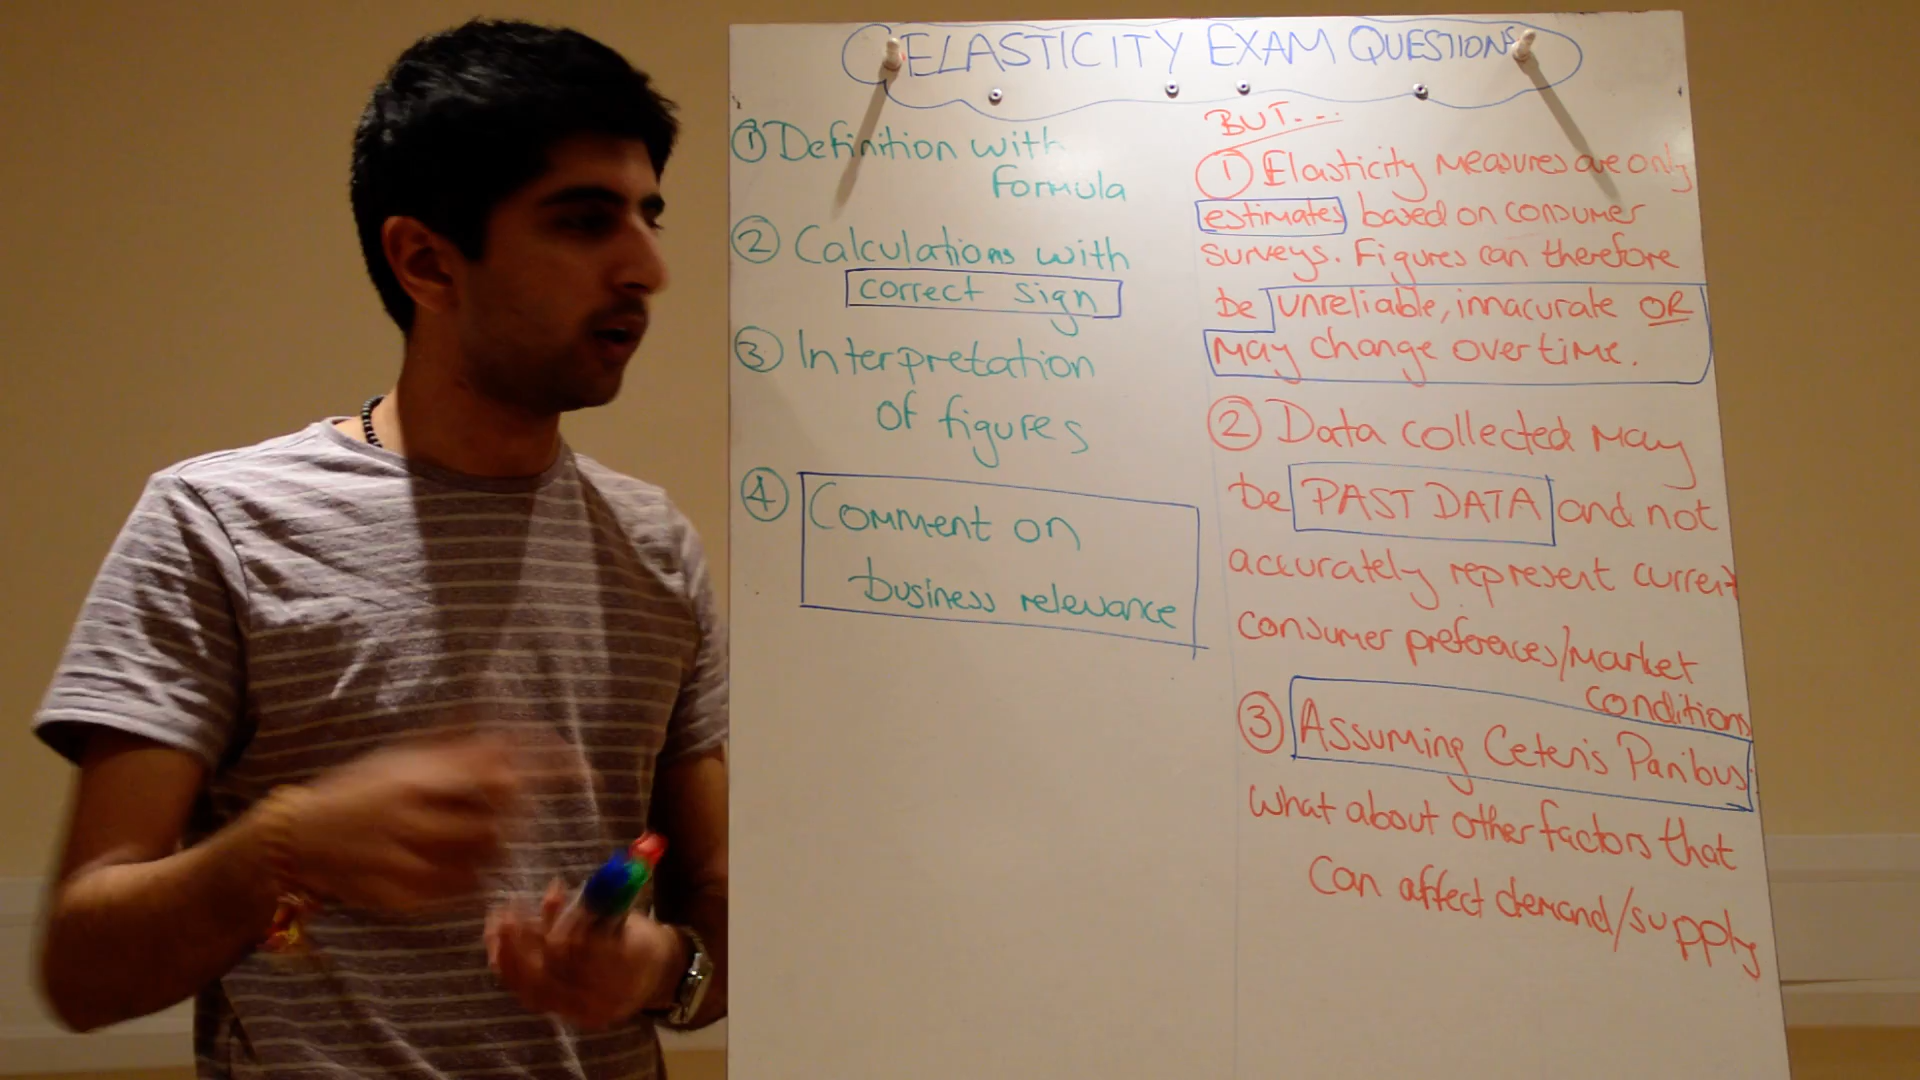 ELASTICITY EXAM QUESTIONS
① Definition with
Formula
② Calculations with
correct sign
③ Interpretation
of figures
④ Comment on
business relevance
BUT...
① Elasticity measures are only
estimates based on consumer
surveys. Figures can therefore
be unreliable, innacurate OR
may change over time.
② Data collected may
be PAST DATA and not
accurately represent current
consumer preferences/market
conditions
③ Assuming Ceteris Paribus
What about other factors that
can affect demand/supply